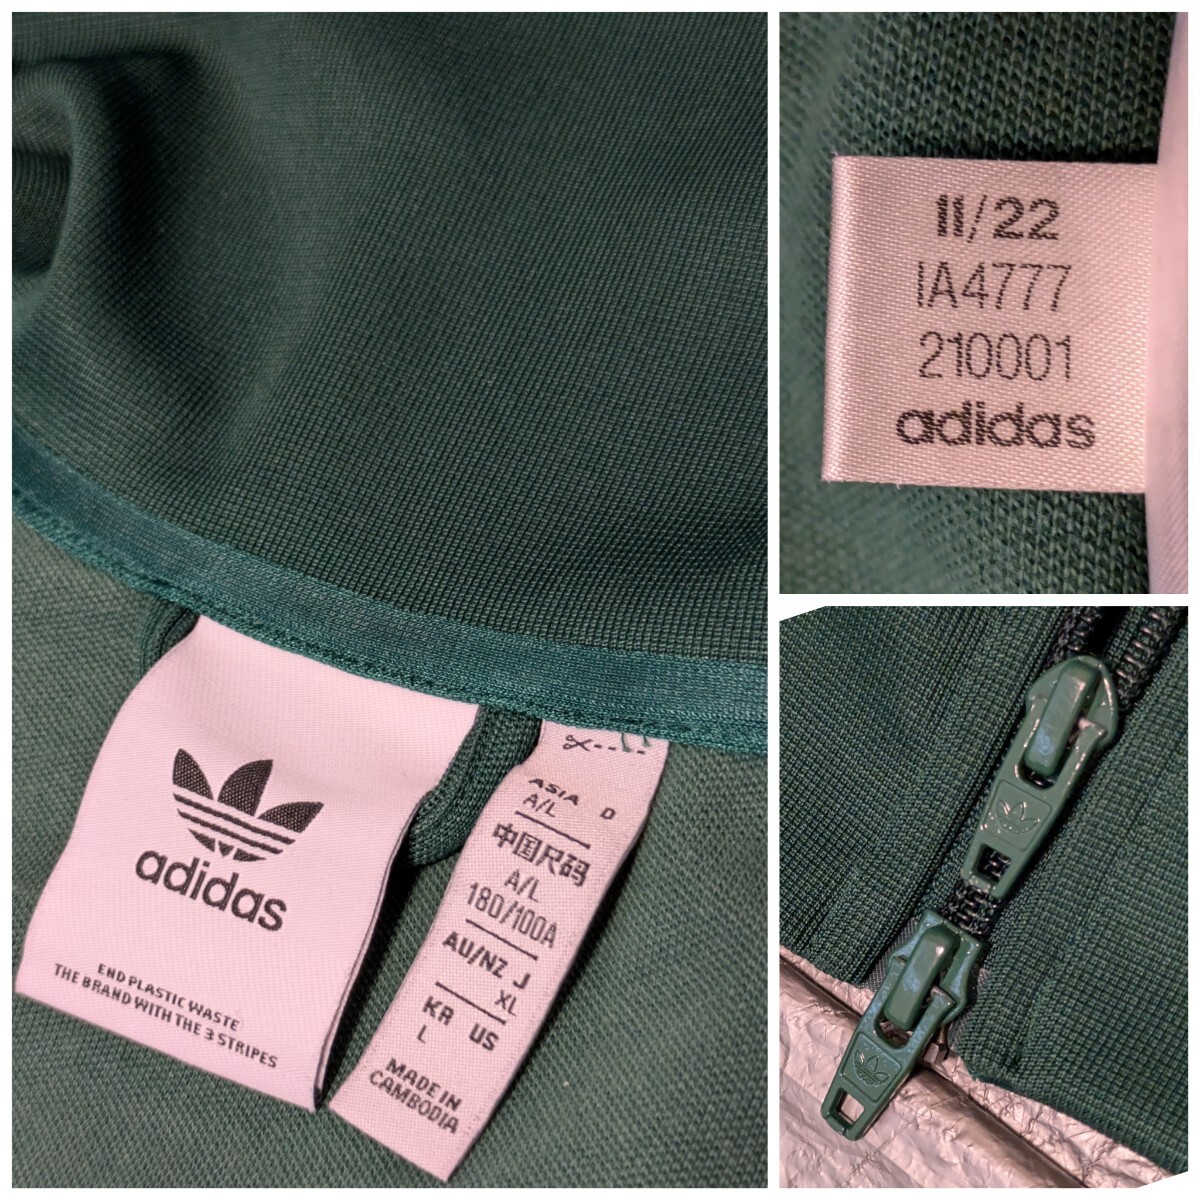 adidas
END PLASTIC WASTE
THE BRAND WITH THE 3 STRIPES
ASIA D
A/L
中国尺码
A/L
180/100A
AU/NZ J
XL
KR US
L
MADE IN
CAMBODIA
11/22
IA4777
210001
adidas